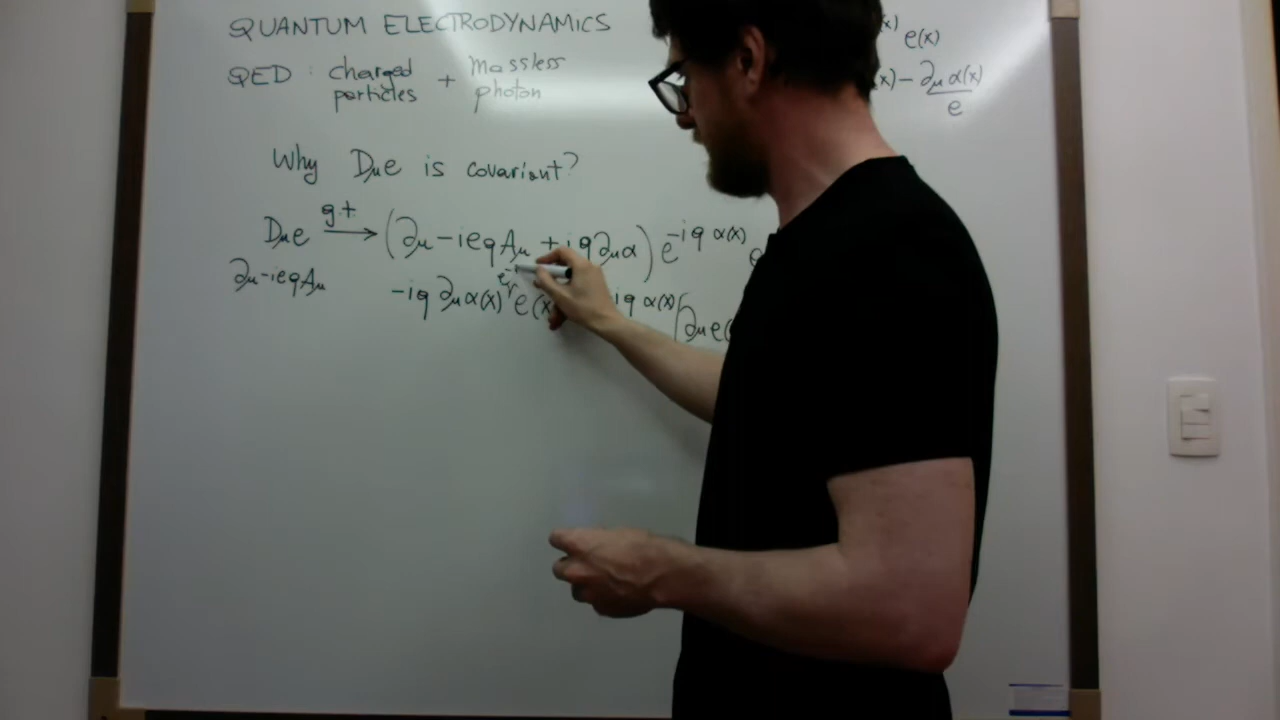 QUANTUM ELECTRODYNAMICS
QED : charged particles + massless photon
x) e(x)
x) − ∂μ α(x) / e
Why Dμe is covariant?
Dμe g.t. → (∂μ − ieqAμ + iq∂μα) e^−iq α(x) e
∂μ−ieqAμ
−iq ∂μα(x) e(x iq α(x) (∂μe(